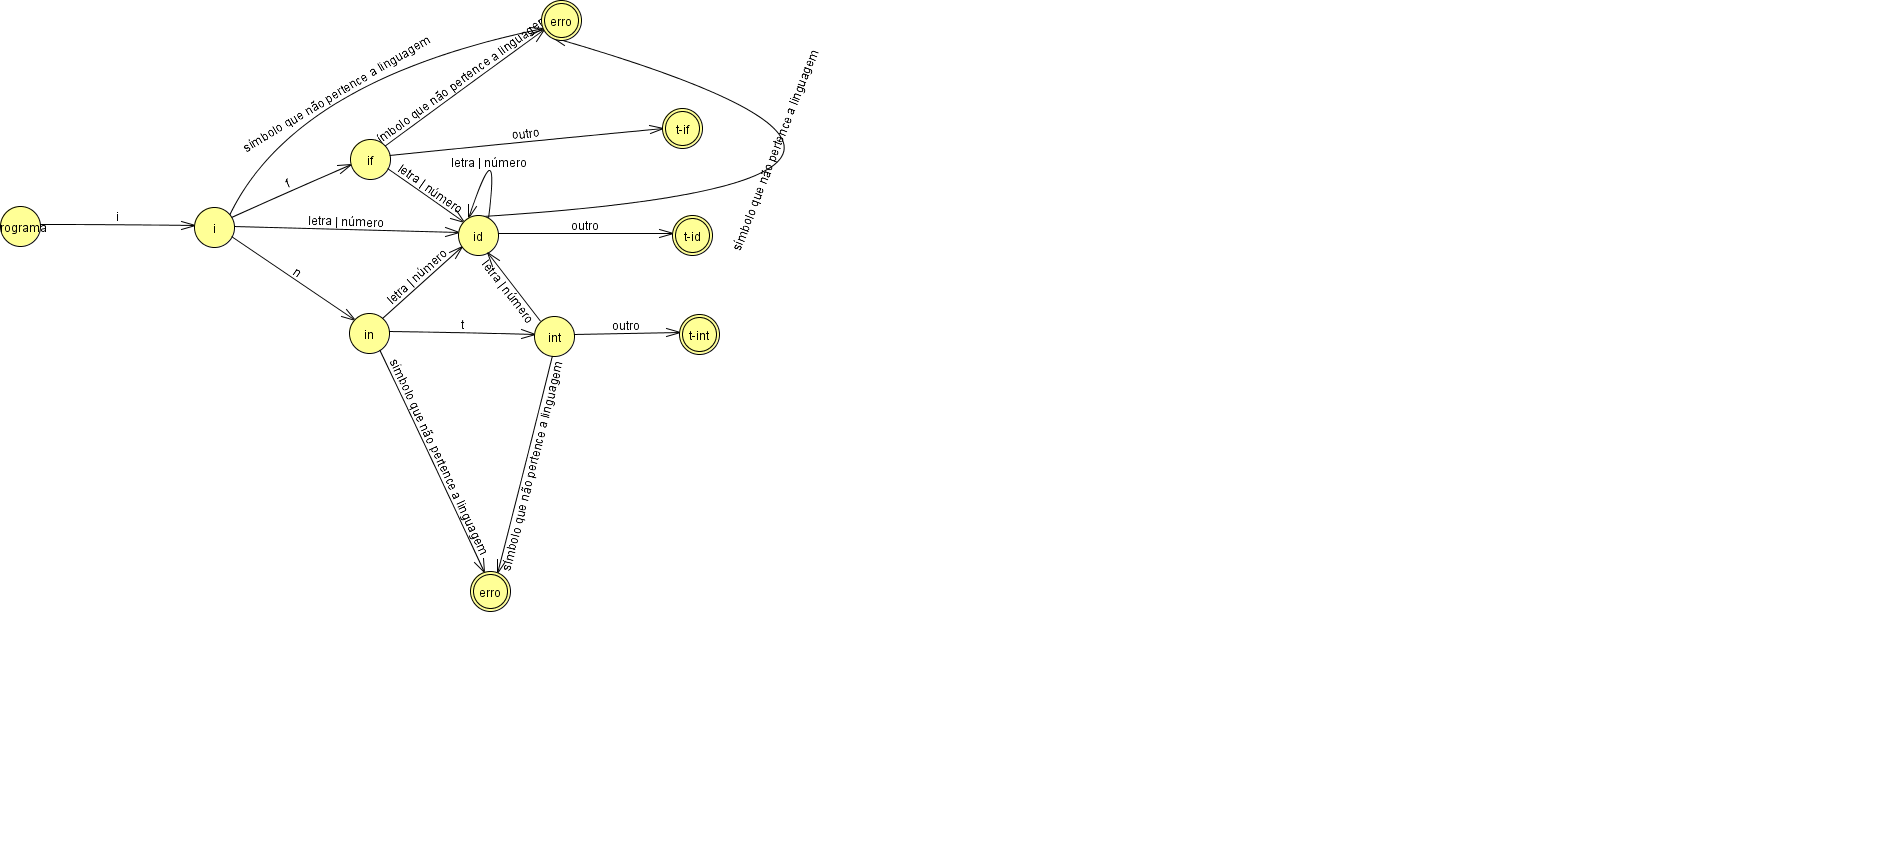 erro
símbolo que não pertence a linguagem
ímbolo que não pertence a linguagem
símbolo que não pertence a linguagem
t-if
outro
if
letra | número
letra | número
f
rograma
i
i
letra | número
id
outro
t-id
n
letra | número
letra | número
in
t
int
outro
t-int
símbolo que não pertence a linguagem
símbolo que não pertence a linguagem
erro